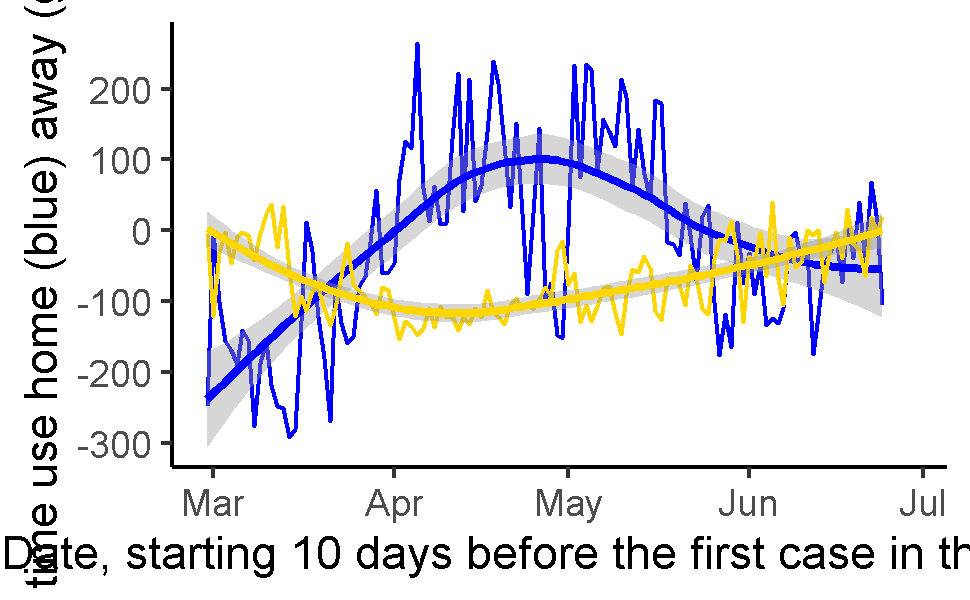 time use home (blue) away (
200
100
0
-100
-200
-300
Mar Apr May Jun Jul
Date, starting 10 days before the first case in th